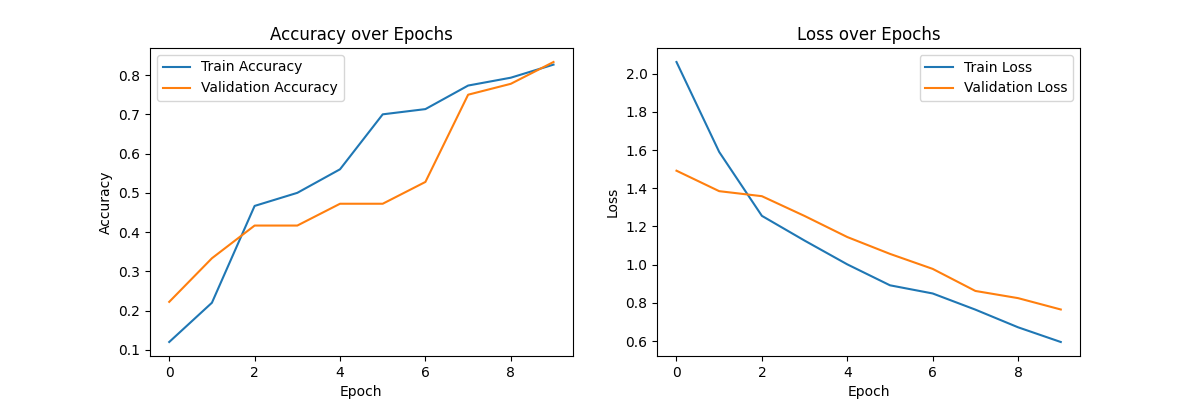 Accuracy over Epochs
Train Accuracy
Validation Accuracy
0.8
0.7
0.6
0.5
0.4
0.3
0.2
0.1
Accuracy
0 2 4 6 8
Epoch
Loss over Epochs
Train Loss
Validation Loss
2.0
1.8
1.6
1.4
1.2
1.0
0.8
0.6
Loss
0 2 4 6 8
Epoch